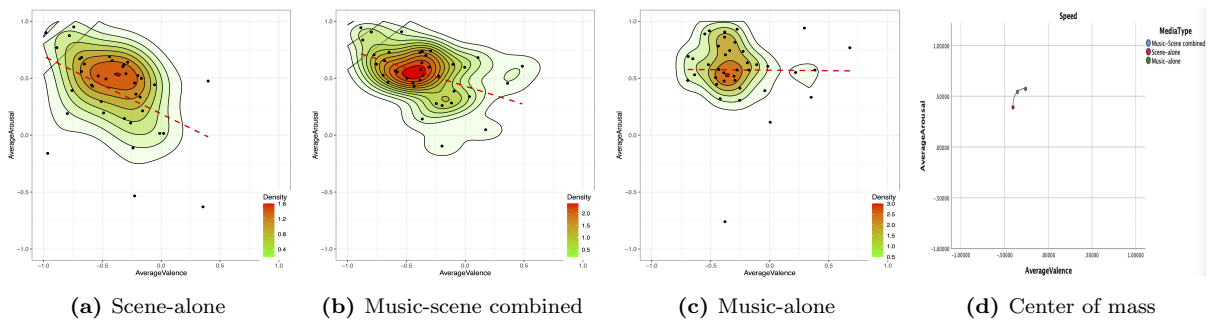 1.0
0.5
0.0
−0.5
−1.0
AverageArousal
−1.0 −0.5 0.0 0.5 1.0
AverageValence
Density
1.6
1.2
0.8
0.4
(a) Scene-alone
1.0
0.5
0.0
−0.5
−1.0
AverageArousal
−1.0 −0.5 0.0 0.5 1.0
AverageValence
Density
2.0
1.5
1.0
0.5
(b) Music-scene combined
1.0
0.5
0.0
−0.5
−1.0
AverageArousal
−1.0 −0.5 0.0 0.5 1.0
AverageValence
Density
3.0
2.5
2.0
1.5
1.0
0.5
(c) Music-alone
Speed
1.00000
.50000
.00000
-.50000
-1.00000
AverageArousal
-1.00000 -.50000 .00000 .50000 1.00000
AverageValence
MediaType
Music-Scene combined
Scene-alone
Music-alone
(d) Center of mass